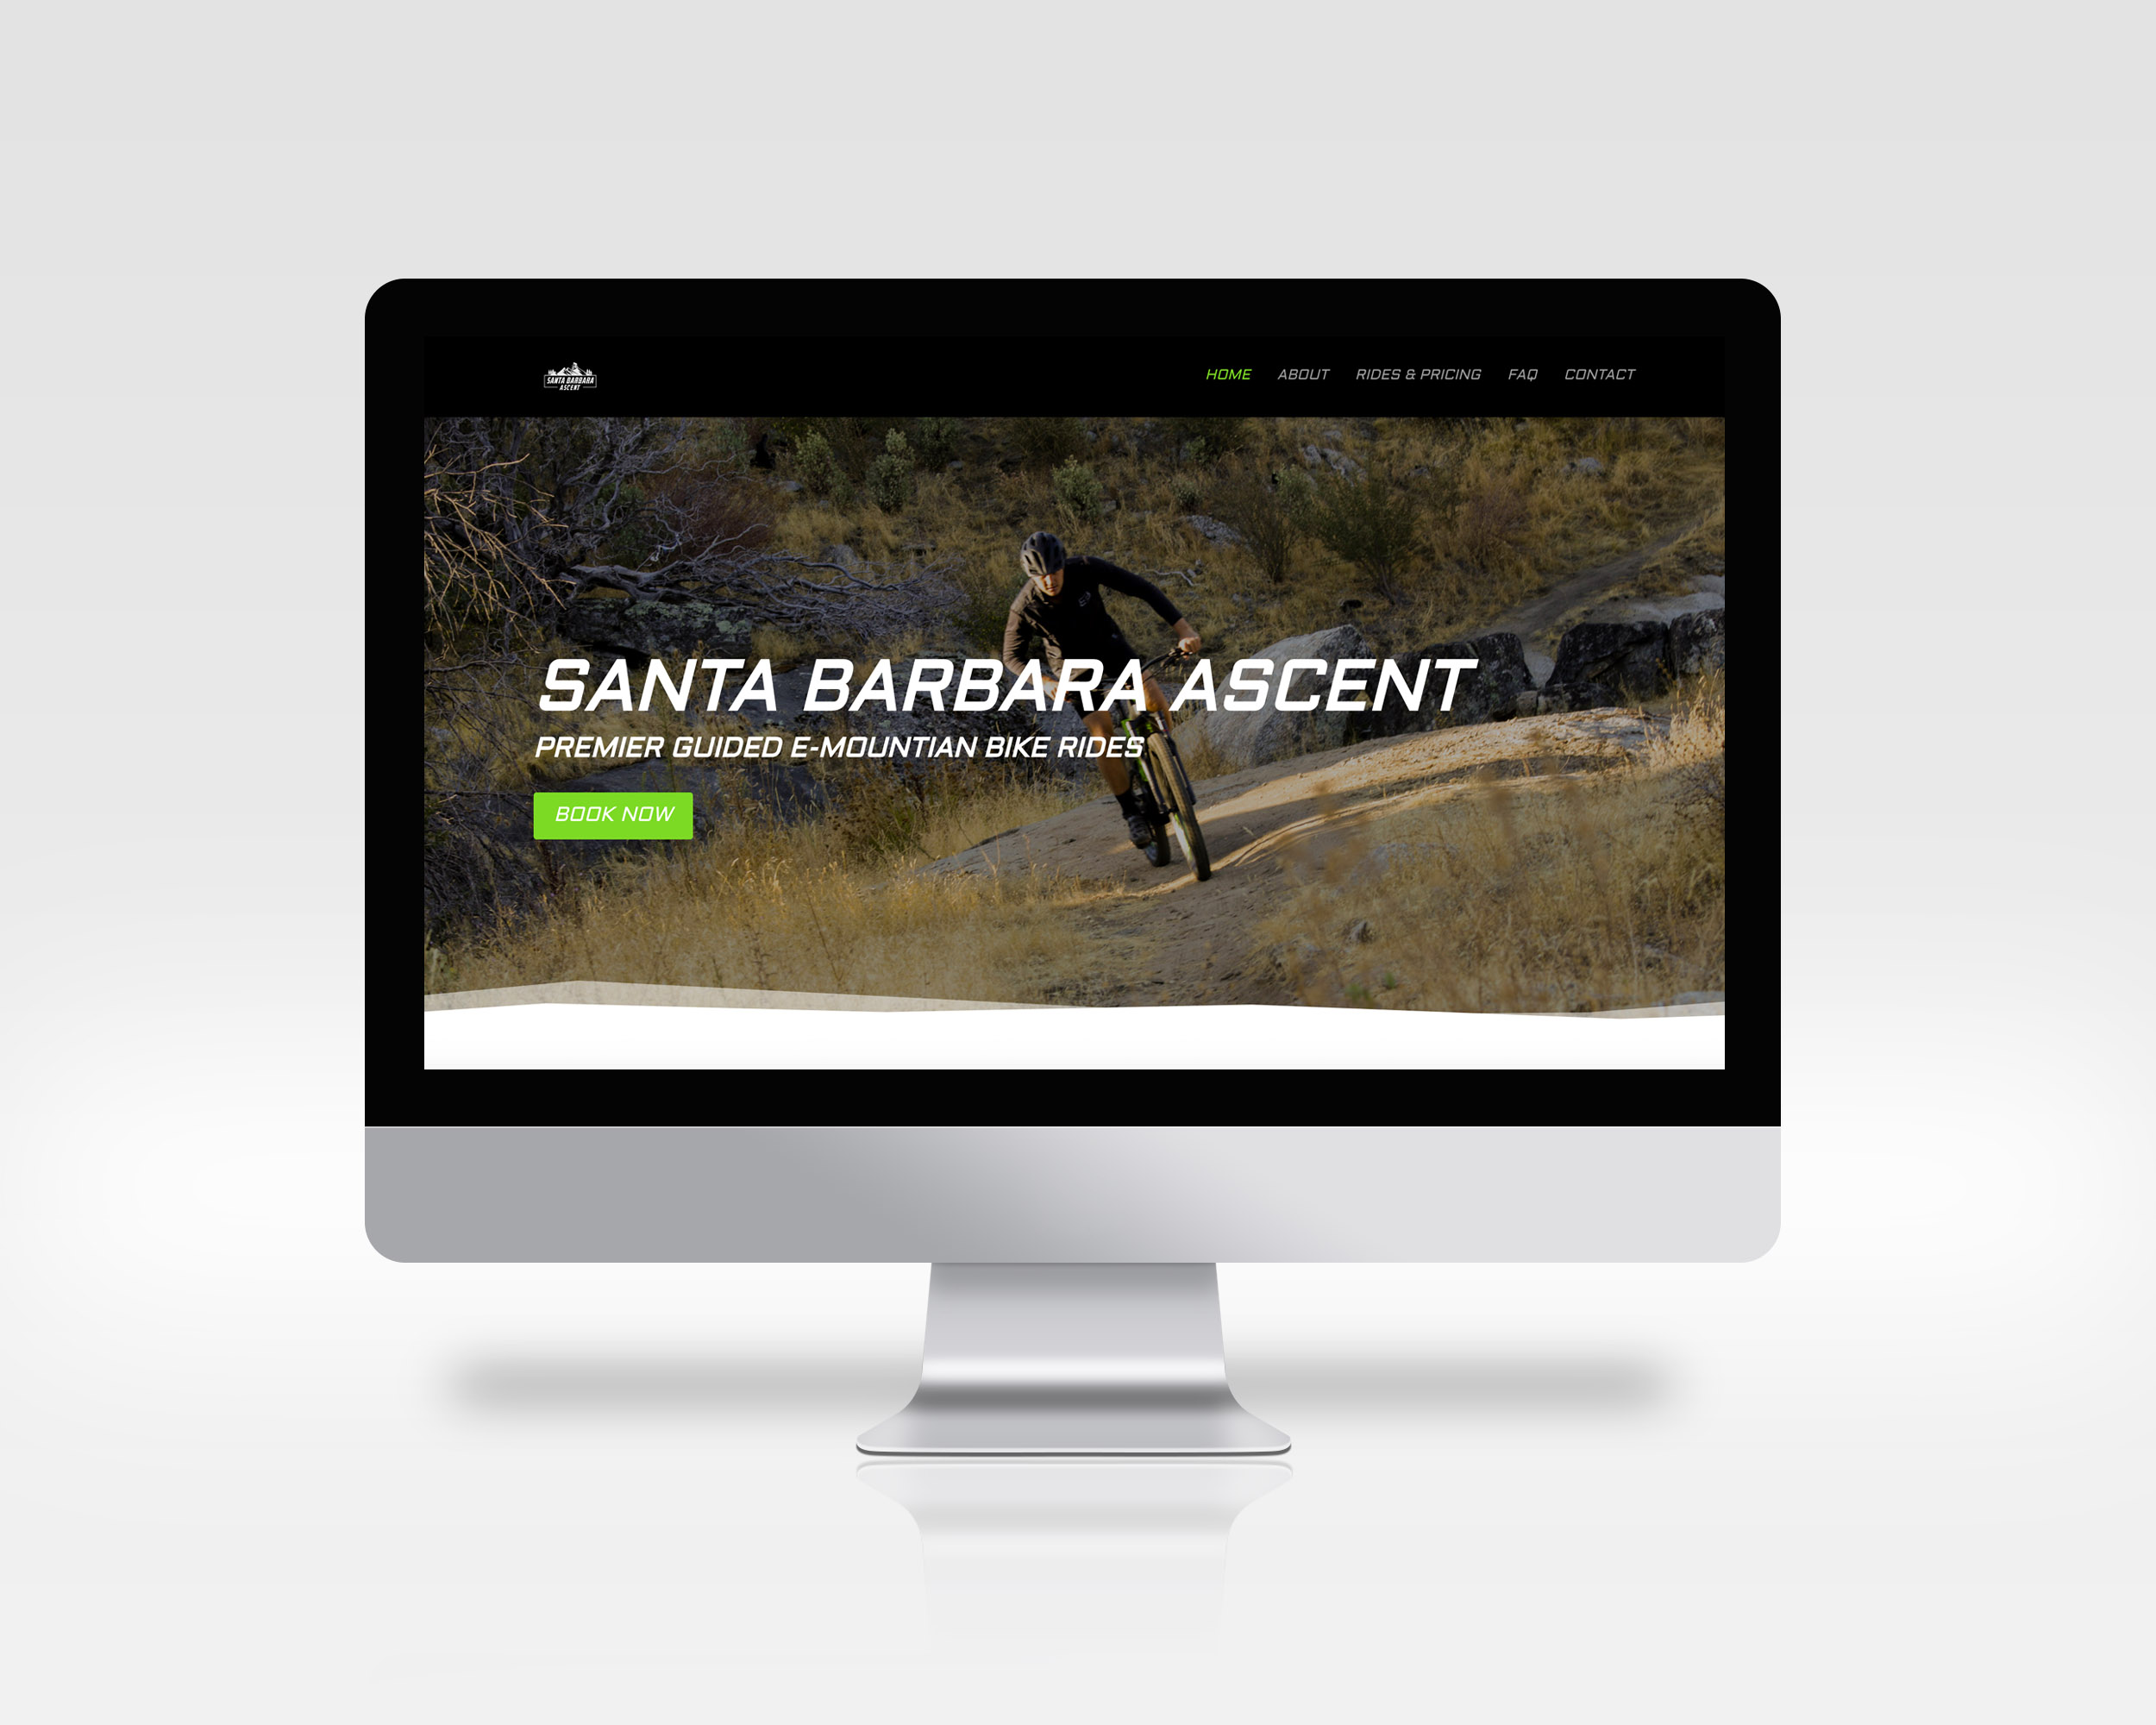 SANTA BARBARA
ASCENT
HOME ABOUT RIDES & PRICING FAQ CONTACT
SANTA BARBARA ASCENT
PREMIER GUIDED E-MOUNTIAN BIKE RIDES
BOOK NOW